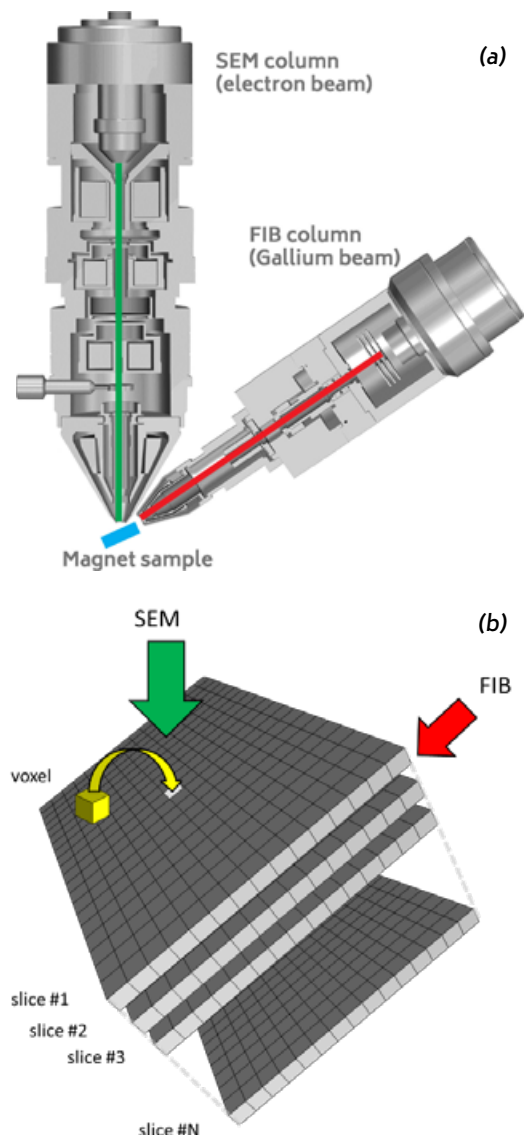 SEM column
(electron beam)
(a)
FIB column
(Gallium beam)
Magnet sample
SEM
(b)
FIB
voxel
slice #1
slice #2
slice #3
slice #N